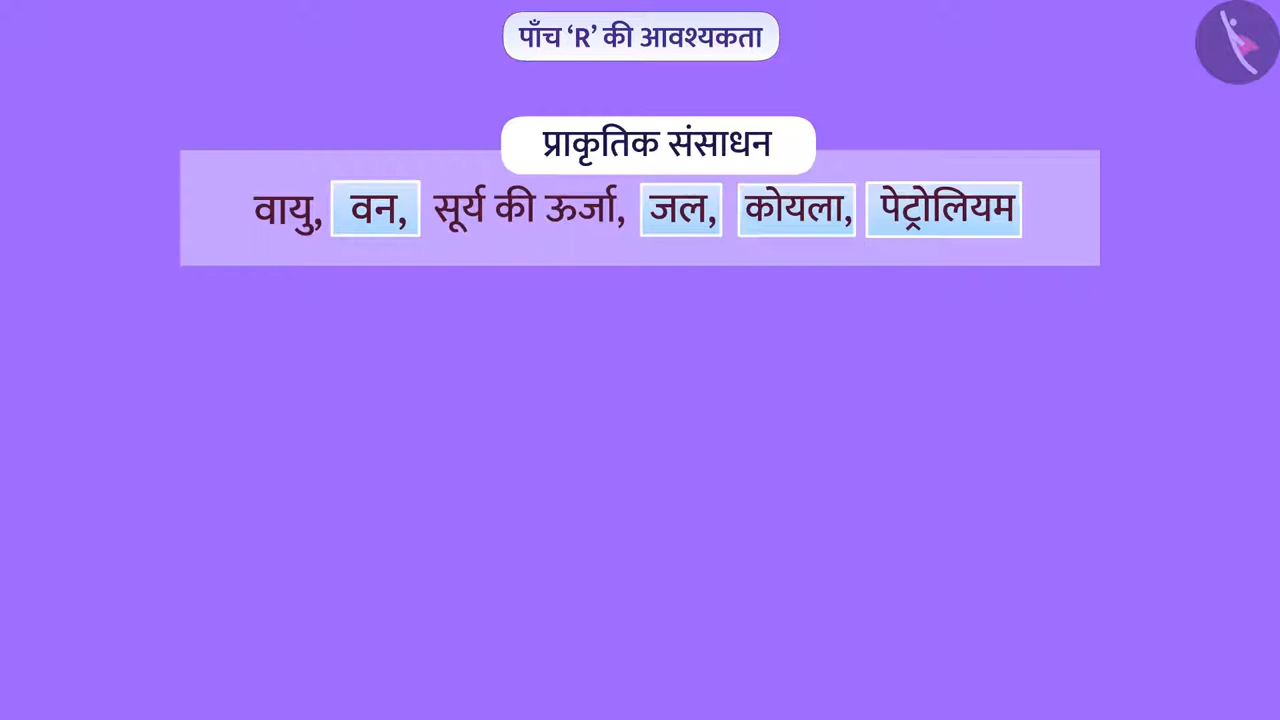 पाँच ‘R’ की आवश्यकता
प्राकृतिक संसाधन
वायु, वन, सूर्य की ऊर्जा, जल, कोयला, पेट्रोलियम